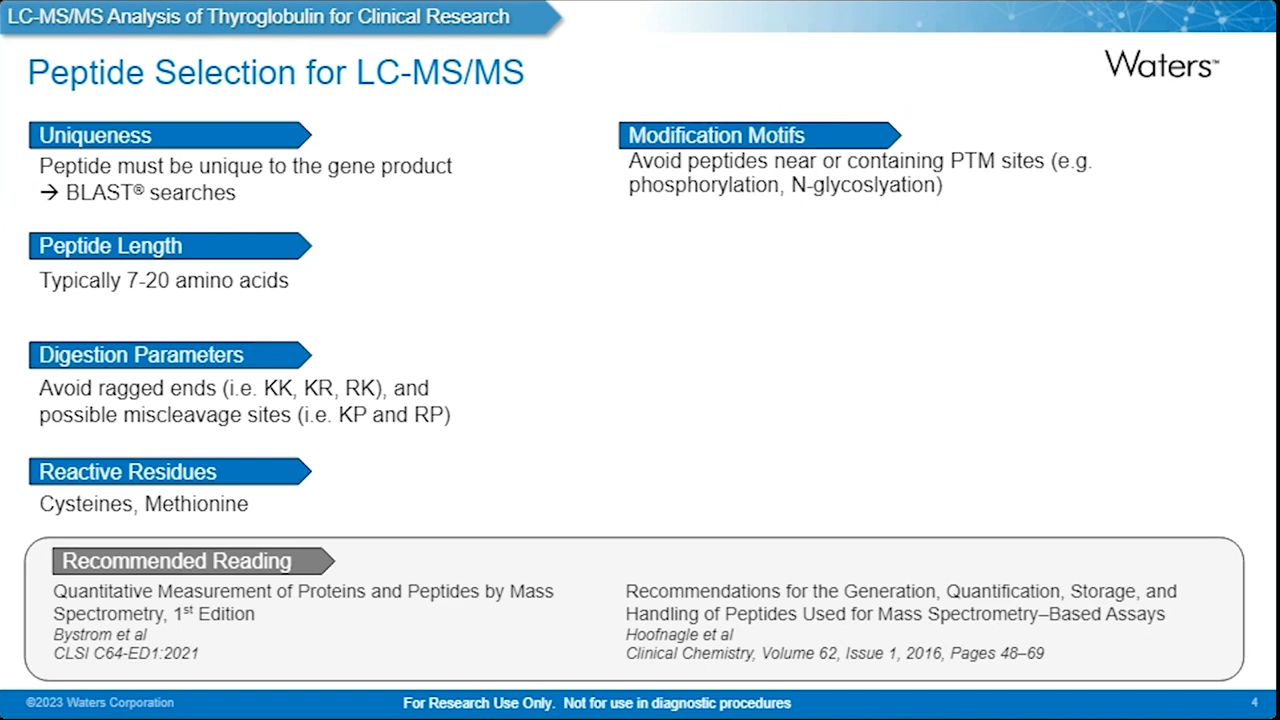 LC-MS/MS Analysis of Thyroglobulin for Clinical Research
Peptide Selection for LC-MS/MS
Waters™
Uniqueness
Peptide must be unique to the gene product
→ BLAST® searches
Peptide Length
Typically 7-20 amino acids
Digestion Parameters
Avoid ragged ends (i.e. KK, KR, RK), and
possible miscleavage sites (i.e. KP and RP)
Reactive Residues
Cysteines, Methionine
Modification Motifs
Avoid peptides near or containing PTM sites (e.g.
phosphorylation, N-glycoslyation)
Recommended Reading
Quantitative Measurement of Proteins and Peptides by Mass
Spectrometry, 1st Edition
Bystrom et al
CLSI C64-ED1:2021
Recommendations for the Generation, Quantification, Storage, and
Handling of Peptides Used for Mass Spectrometry–Based Assays
Hoofnagle et al
Clinical Chemistry, Volume 62, Issue 1, 2016, Pages 48–69
©2023 Waters Corporation
For Research Use Only. Not for use in diagnostic procedures
4